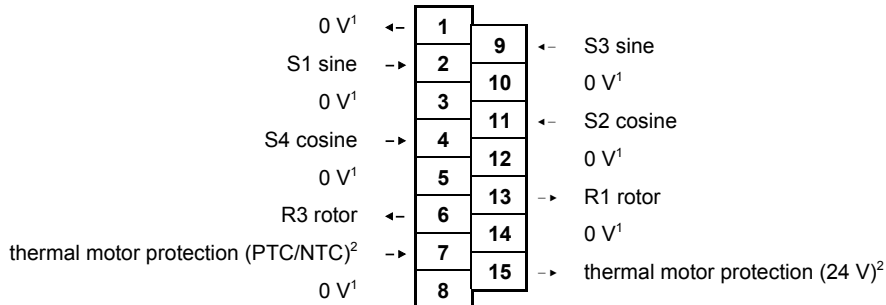 0 V¹ 1
9 S3 sine
S1 sine 2
10 0 V¹
0 V¹ 3
11 S2 cosine
S4 cosine 4
12 0 V¹
0 V¹ 5
13 R1 rotor
R3 rotor 6
14 0 V¹
thermal motor protection (PTC/NTC)² 7
15 thermal motor protection (24 V)²
0 V¹ 8